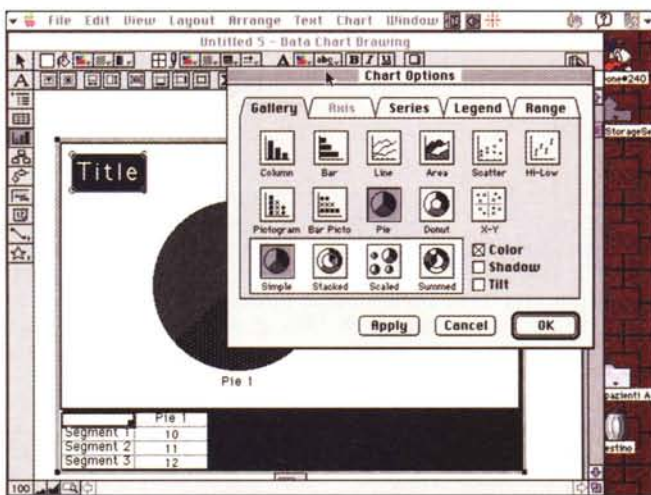 File Edit View Layout Arrange Text Chart Window
Untitled 5 - Data Chart Drawing
A abc B I U
one#240
A
Chart Options
Gallery Axis Series Legend Range
StorageSe
Column Bar Line Area Scatter Hi-Low
Title
Pictogram Bar Picto Pie Donut X-Y
Color
Shadow
Tilt
Simple Stacked Scaled Summed
Apply Cancel OK
Pie 1
pazienti A
Pie 1
Segment 1 10
Segment 2 11
Segment 3 12
estino
100